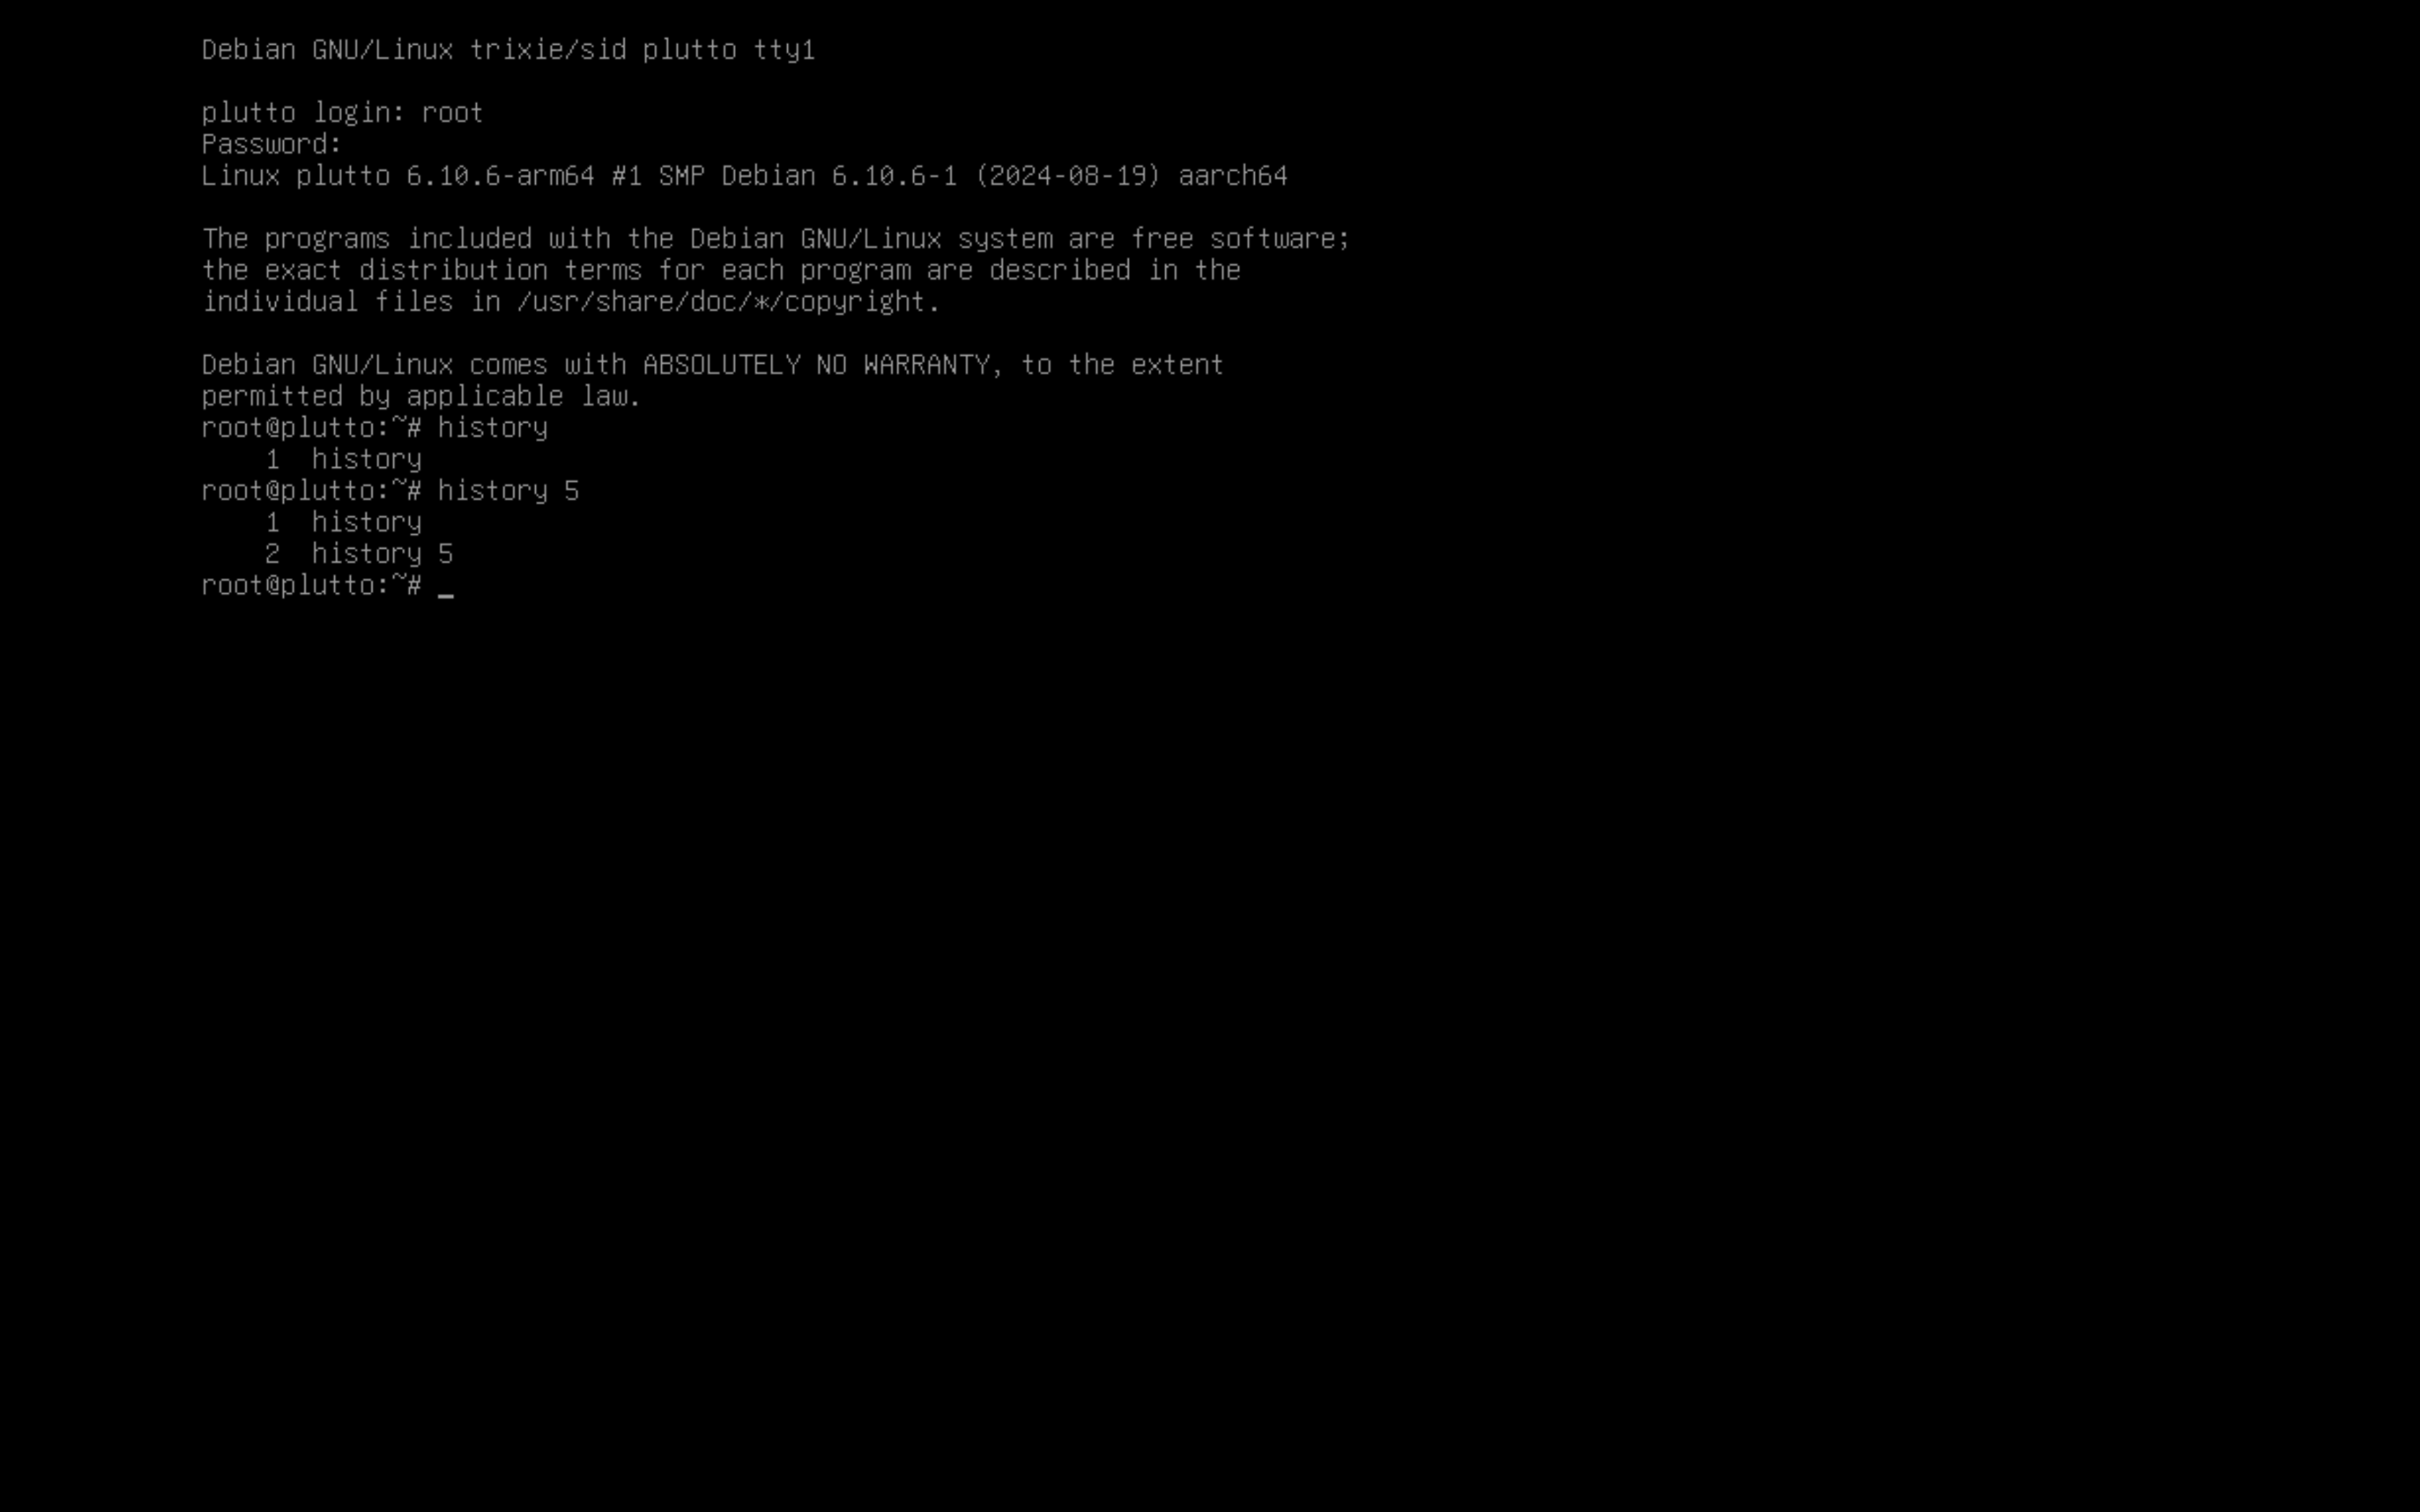 Debian GNU/Linux trixie/sid plutto tty1
plutto login: root
Password:
Linux plutto 6.10.6-arm64 #1 SMP Debian 6.10.6-1 (2024-08-19) aarch64
The programs included with the Debian GNU/Linux system are free software;
the exact distribution terms for each program are described in the
individual files in /usr/share/doc/*/copyright.
Debian GNU/Linux comes with ABSOLUTELY NO WARRANTY, to the extent
permitted by applicable law.
root@plutto:~# history
    1  history
root@plutto:~# history 5
    1  history
    2  history 5
root@plutto:~# _